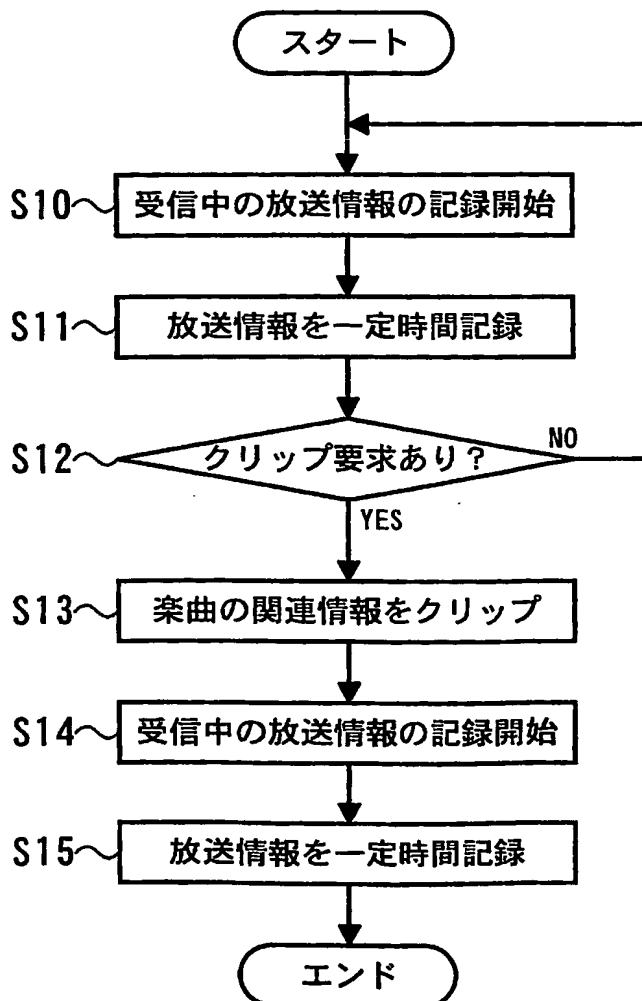 スタート
S10 受信中の放送情報の記録開始
S11 放送情報を一定時間記録
S12 クリップ要求あり? NO
YES
S13 楽曲の関連情報をクリップ
S14 受信中の放送情報の記録開始
S15 放送情報を一定時間記録
エンド